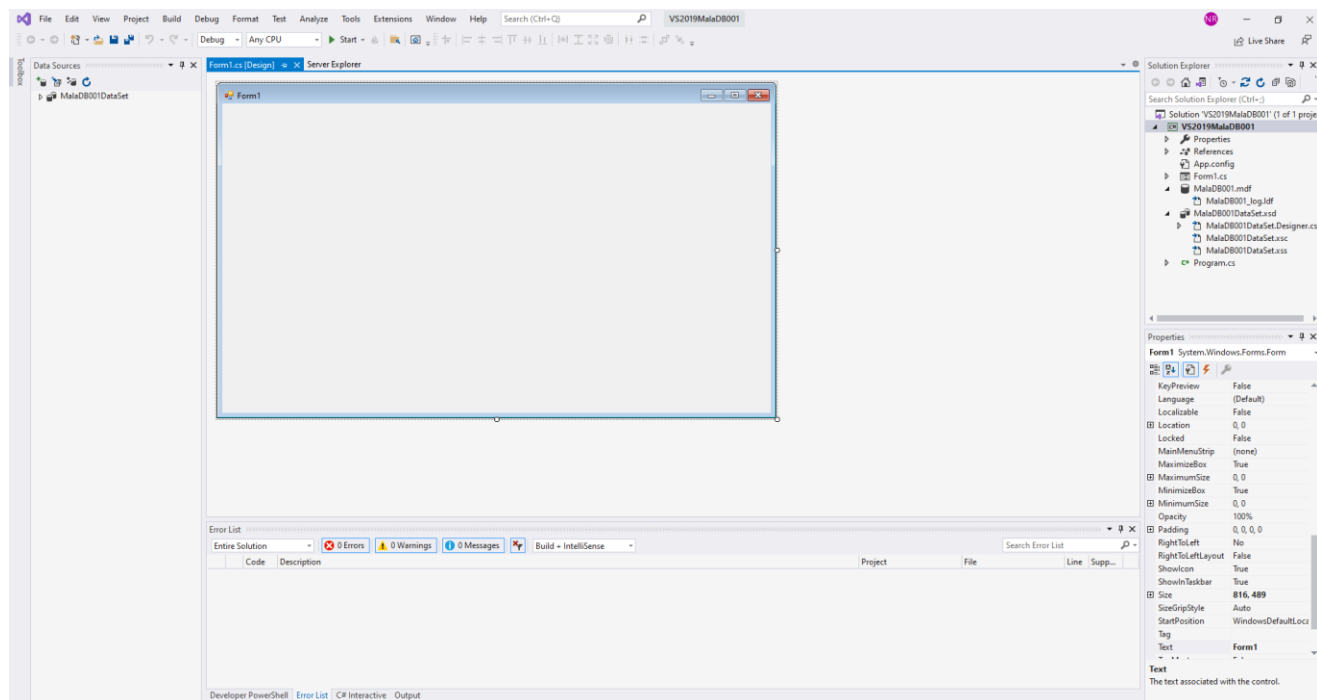 File Edit View Project Build Debug Format Test Analyze Tools Extensions Window Help Search (Ctrl+Q) VS2019MalaDB001 NR
Debug Any CPU Start Live Share
Toolbox
Data Sources
MalaDB001DataSet
Form1.cs [Design] Server Explorer
Form1
Error List
Entire Solution 0 Errors 0 Warnings 0 Messages Build + IntelliSense Search Error List
Code Description Project File Line Supp...
Developer PowerShell Error List C# Interactive Output
Solution Explorer
Search Solution Explorer (Ctrl+;)
Solution 'VS2019MalaDB001' (1 of 1 proje
VS2019MalaDB001
Properties
References
App.config
Form1.cs
MalaDB001.mdf
MalaDB001_log.ldf
MalaDB001DataSet.xsd
MalaDB001DataSet.Designer.cs
MalaDB001DataSet.xsc
MalaDB001DataSet.xss
C# Program.cs
Properties
Form1 System.Windows.Forms.Form
KeyPreview False
Language (Default)
Localizable False
Location 0, 0
Locked False
MainMenuStrip (none)
MaximizeBox True
MaximumSize 0, 0
MinimizeBox True
MinimumSize 0, 0
Opacity 100%
Padding 0, 0, 0, 0
RightToLeft No
RightToLeftLayout False
ShowIcon True
ShowInTaskbar True
Size 816, 489
SizeGripStyle Auto
StartPosition WindowsDefaultLoca
Tag
Text Form1
Text
The text associated with the control.